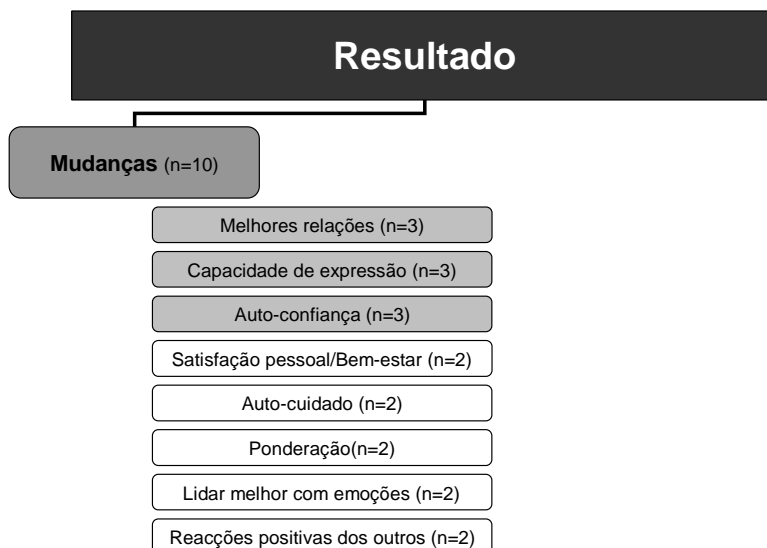 Resultado
Mudanças (n=10)
Melhores relações (n=3)
Capacidade de expressão (n=3)
Auto-confiança (n=3)
Satisfação pessoal/Bem-estar (n=2)
Auto-cuidado (n=2)
Ponderação(n=2)
Lidar melhor com emoções (n=2)
Reacções positivas dos outros (n=2)